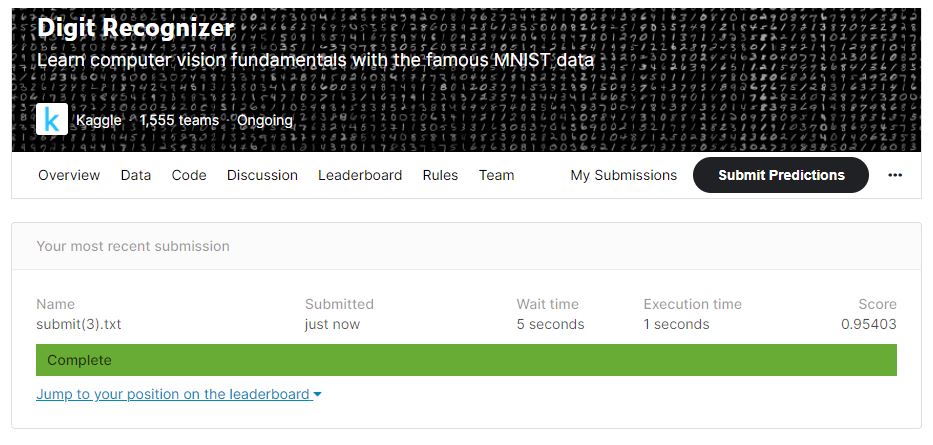 Digit Recognizer
Learn computer vision fundamentals with the famous MNIST data
k Kaggle · 1,555 teams · Ongoing
Overview Data Code Discussion Leaderboard Rules Team My Submissions Submit Predictions •••
Your most recent submission
Name Submitted Wait time Execution time Score
submit(3).txt just now 5 seconds 1 seconds 0.95403
Complete
Jump to your position on the leaderboard